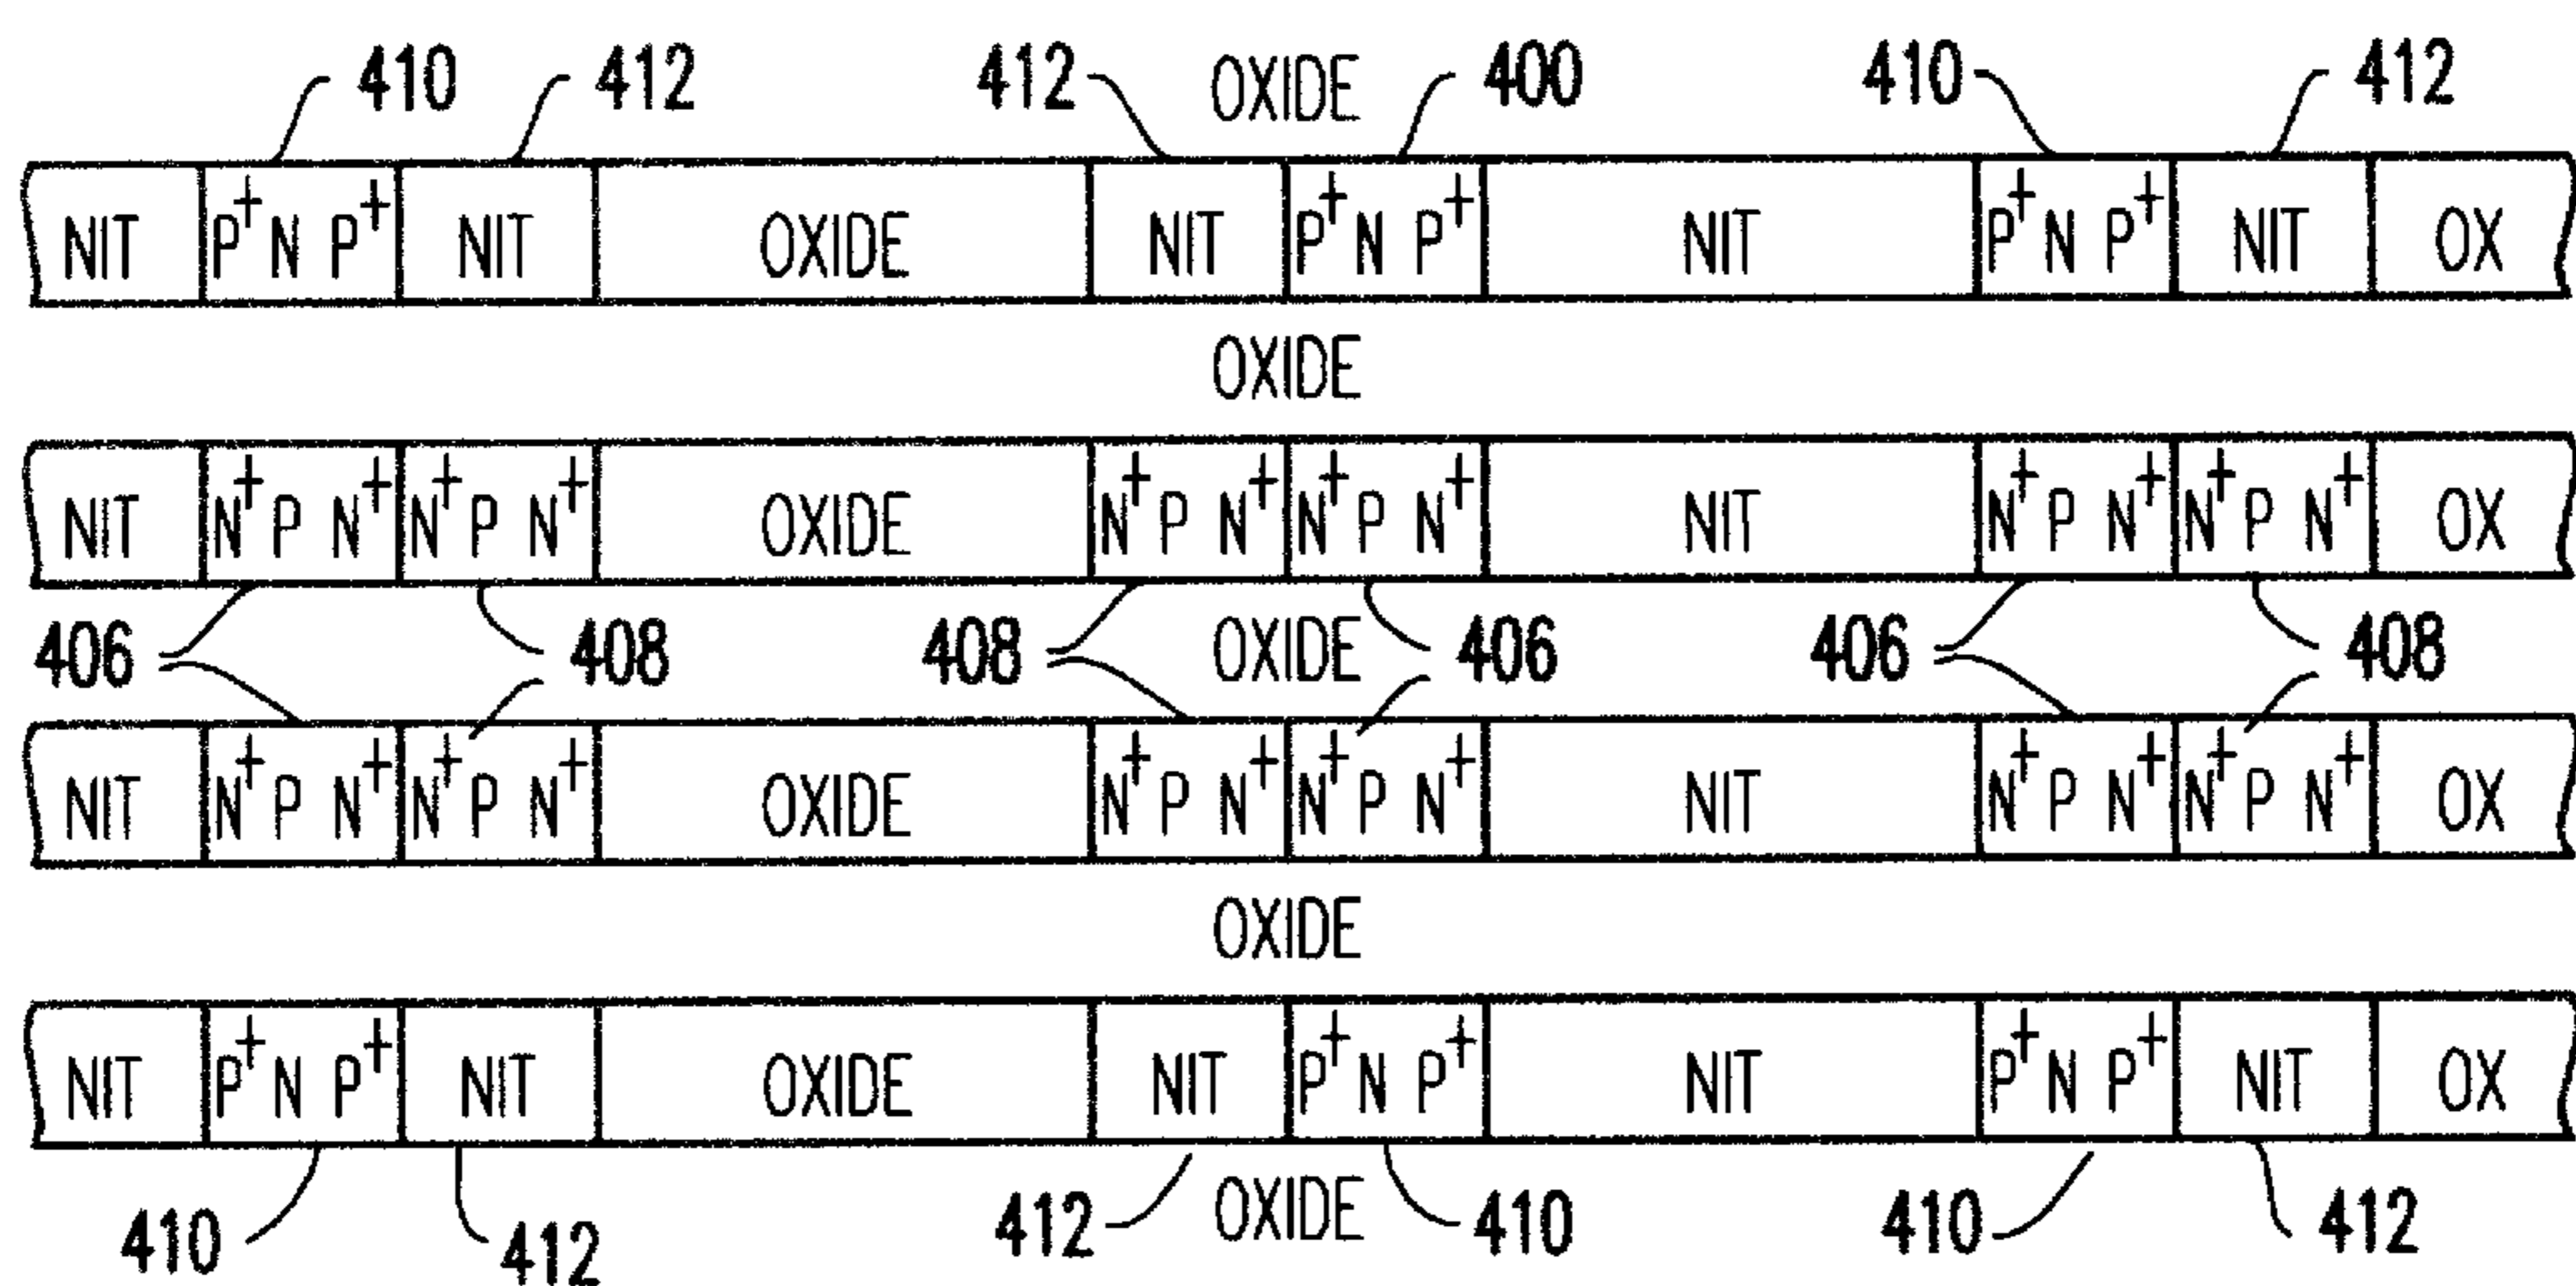 410 412 412 OXIDE 400 410 412
NIT P+ N P+ NIT OXIDE NIT P+ N P+ NIT P+ N P+ NIT OX
OXIDE
NIT N+ P N+ N+ P N+ OXIDE N+ P N+ N+ P N+ NIT N+ P N+ N+ P N+ OX
406 408 408 OXIDE 406 406 408
NIT N+ P N+ N+ P N+ OXIDE N+ P N+ N+ P N+ NIT N+ P N+ N+ P N+ OX
OXIDE
NIT P+ N P+ NIT OXIDE NIT P+ N P+ NIT P+ N P+ NIT OX
410 412 412 OXIDE 410 410 412